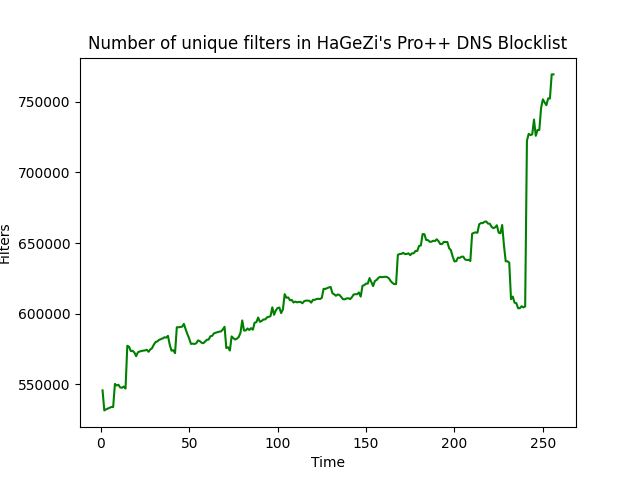 Number of unique filters in HaGeZi's Pro++ DNS Blocklist
750000
700000
650000
600000
550000
Filters
0 50 100 150 200 250
Time